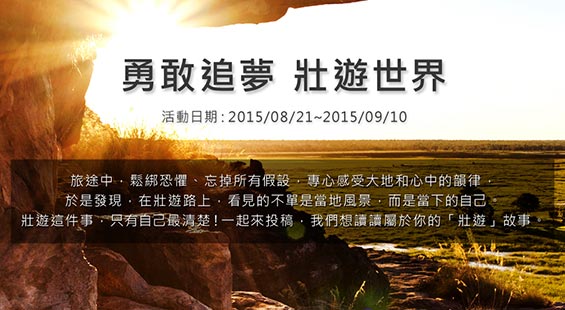 勇敢追夢 壯遊世界
活動日期：2015/08/21~2015/09/10
旅途中，鬆綁恐懼、忘掉所有假設，專心感受大地和心中的韻律，
於是發現，在壯遊路上，看見的不單是當地風景，而是當下的自己。
壯遊這件事，只有自己最清楚！一起來投稿，我們想讀讀屬於你的「壯遊」故事。